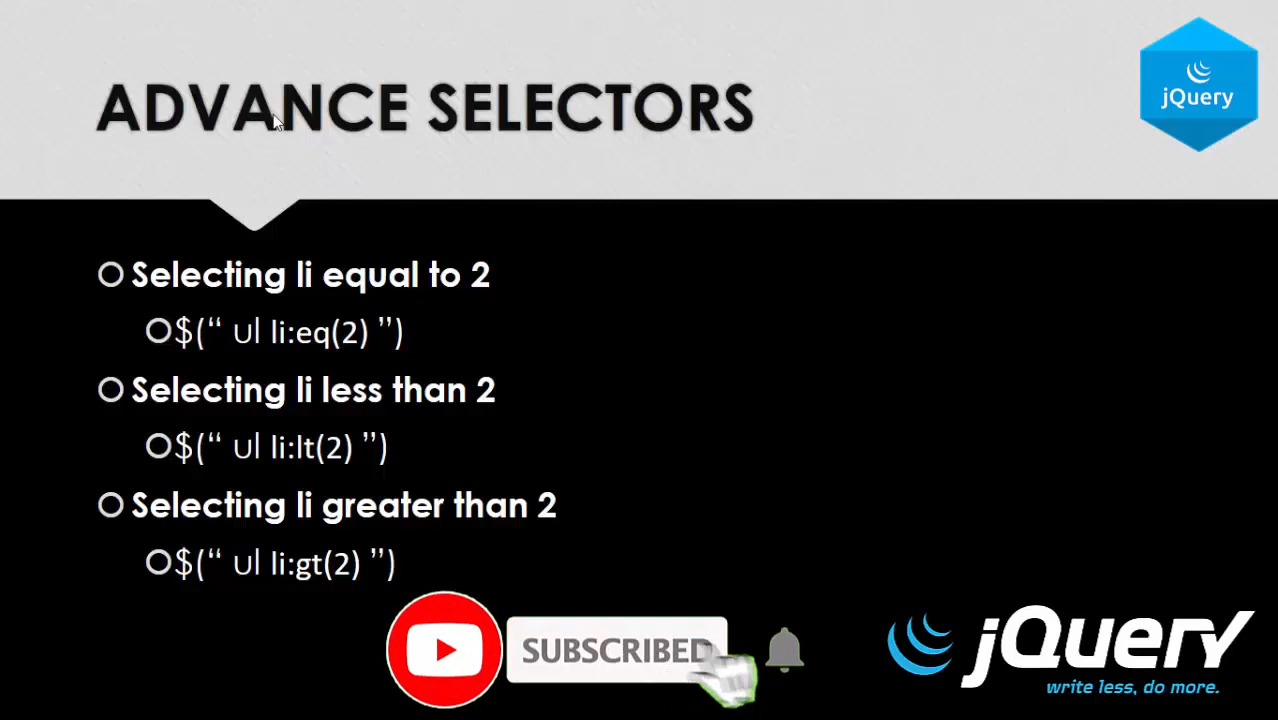 ADVANCE SELECTORS
jQuery
Selecting li equal to 2
$(“ ul li:eq(2) ”)
Selecting li less than 2
$(“ ul li:lt(2) ”)
Selecting li greater than 2
$(“ ul li:gt(2) ”)
SUBSCRIBED
jQuery
write less, do more.